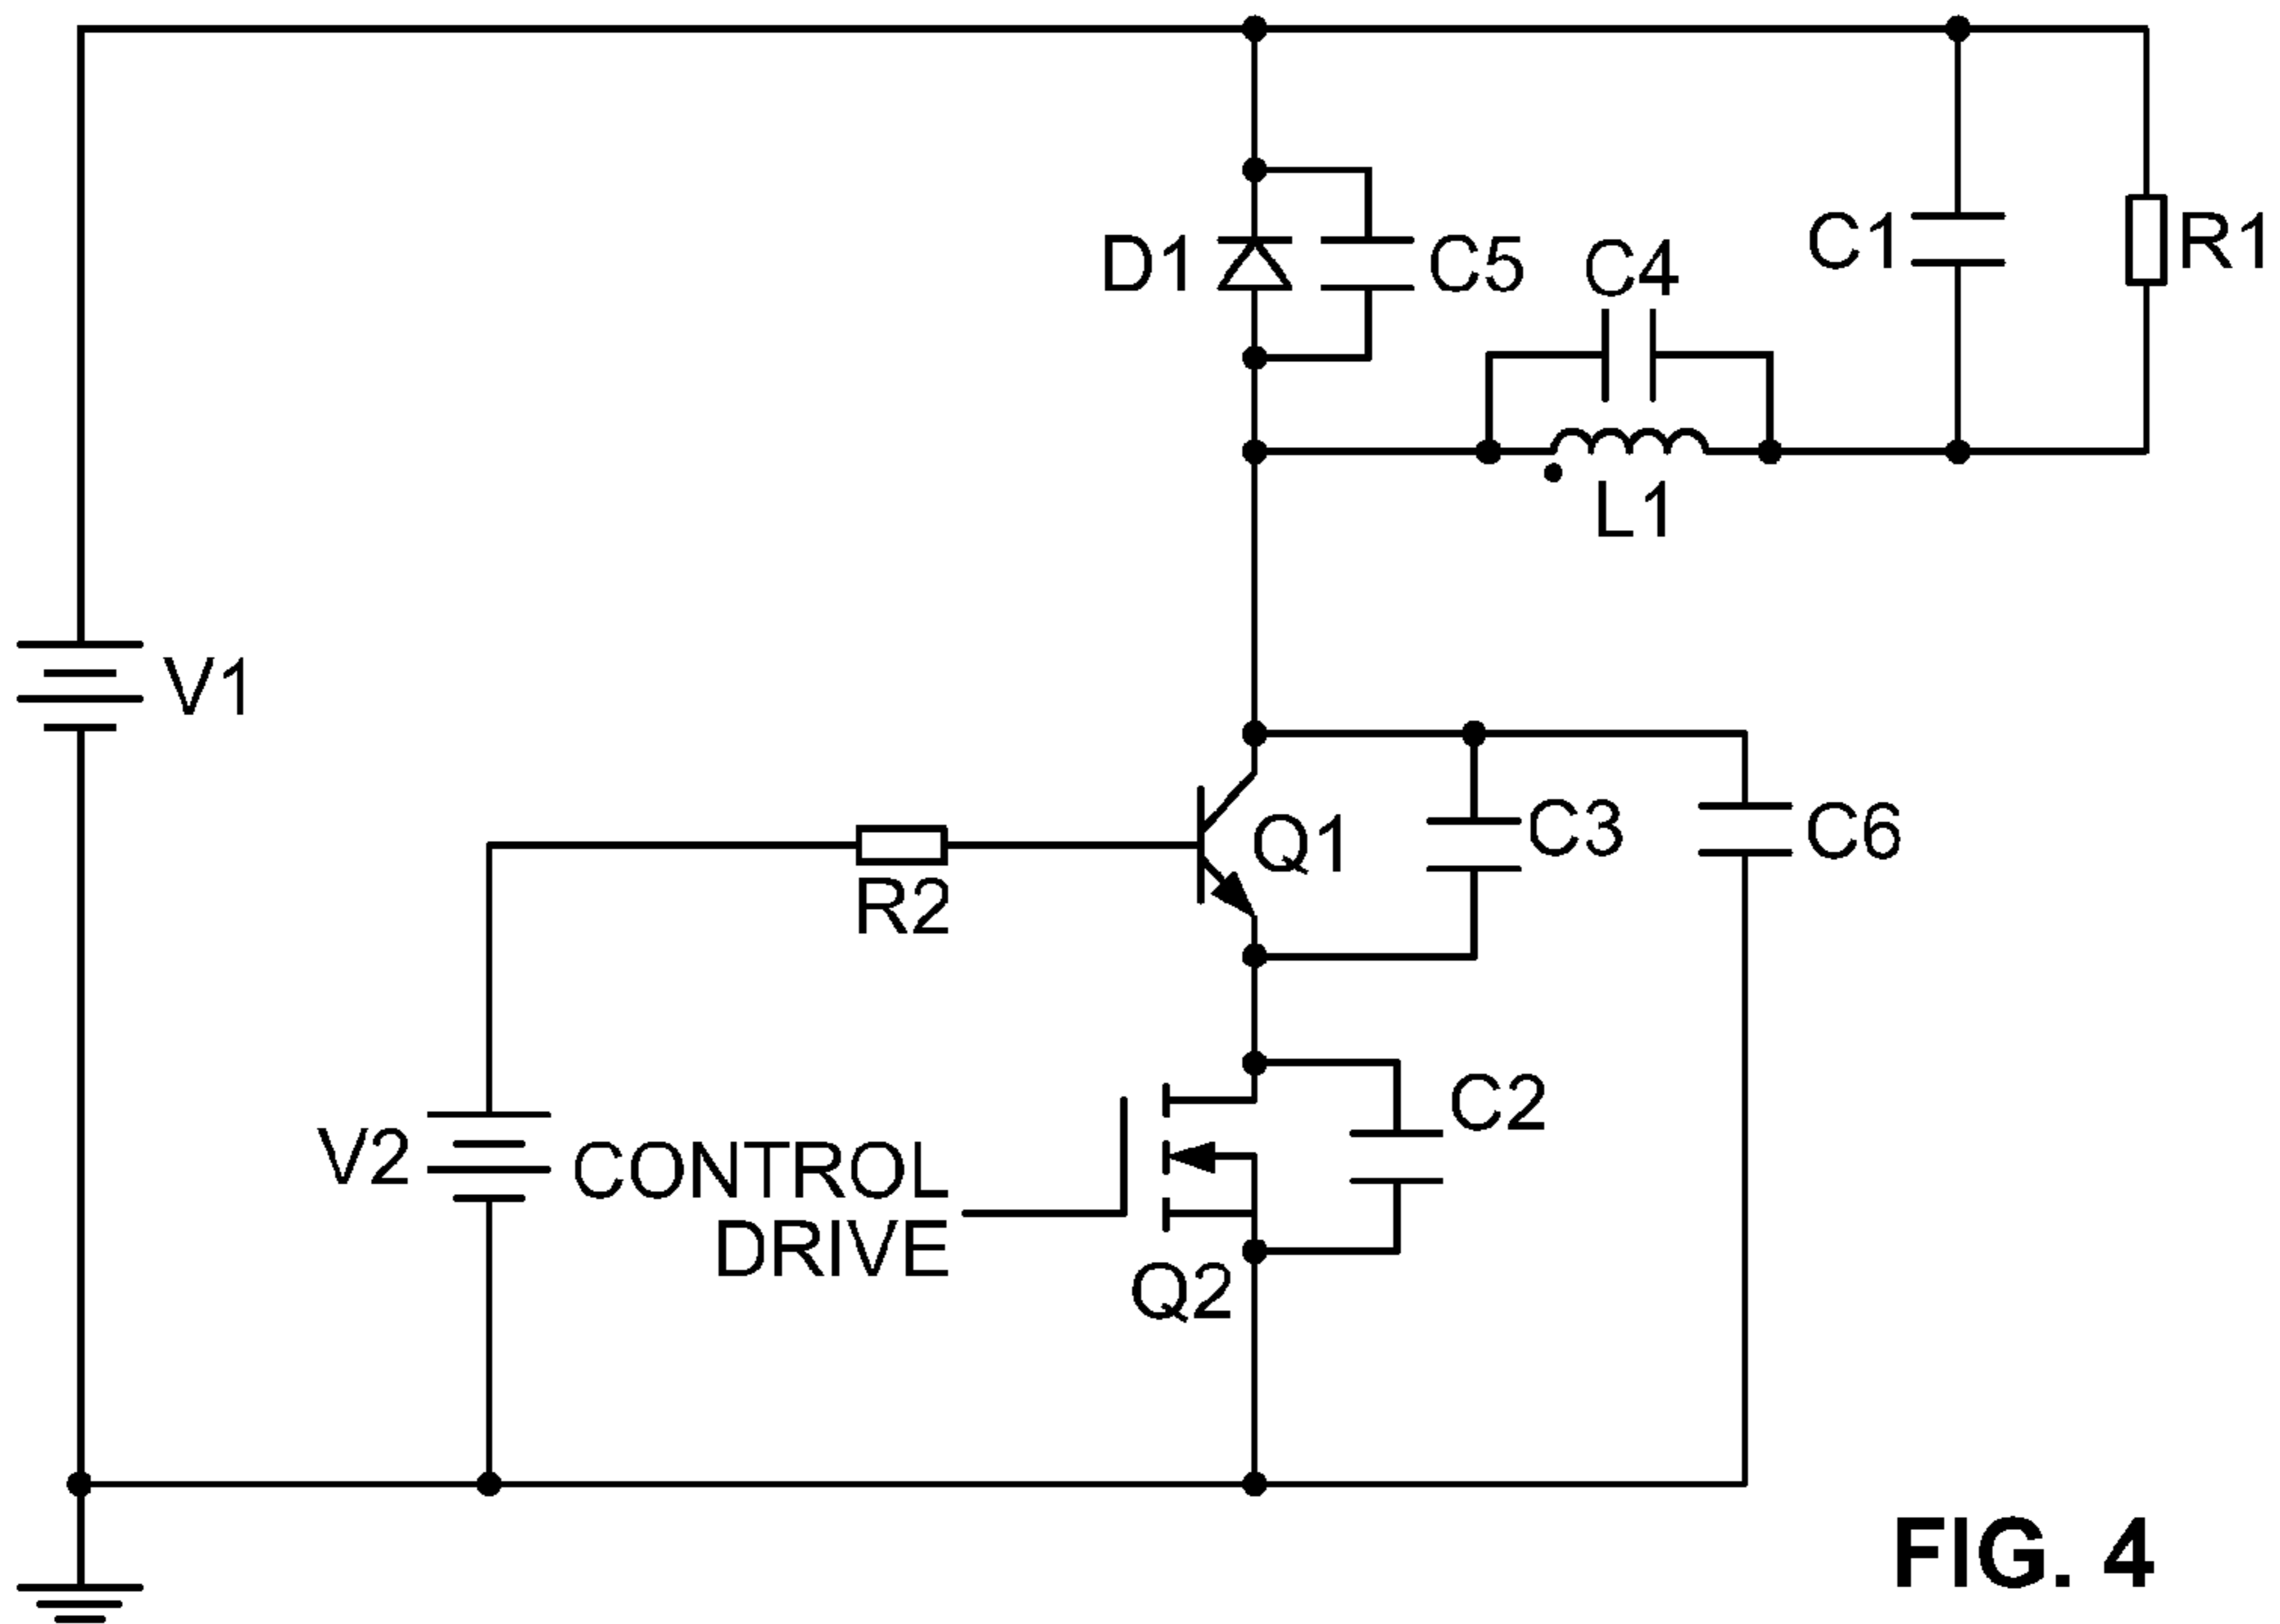 D1
C5
C4
C1
R1
L1
V1
Q1
C3
C6
R2
V2
CONTROL
DRIVE
C2
Q2
FIG. 4